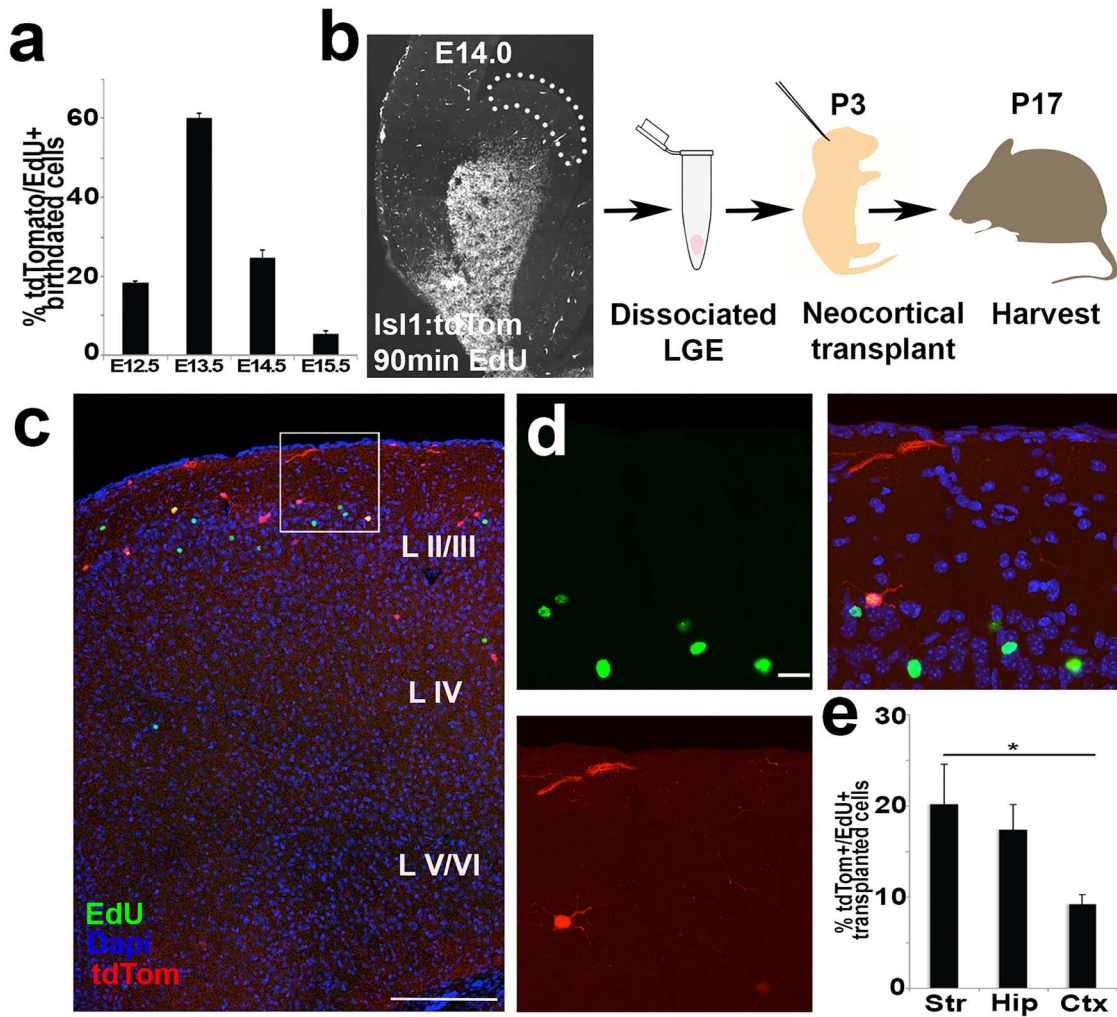 a
% tdTomato/EdU+
birthdated cells
60
40
20
0
E12.5 E13.5 E14.5 E15.5
b
E14.0
Isl1:tdTom
90min EdU
Dissociated
LGE
P3
Neocortical
transplant
P17
Harvest
c
L II/III
L IV
L V/VI
EdU
Dapi
tdTom
d
e
% tdTom+/EdU+
transplanted cells
30
20
10
0
*
Str Hip Ctx